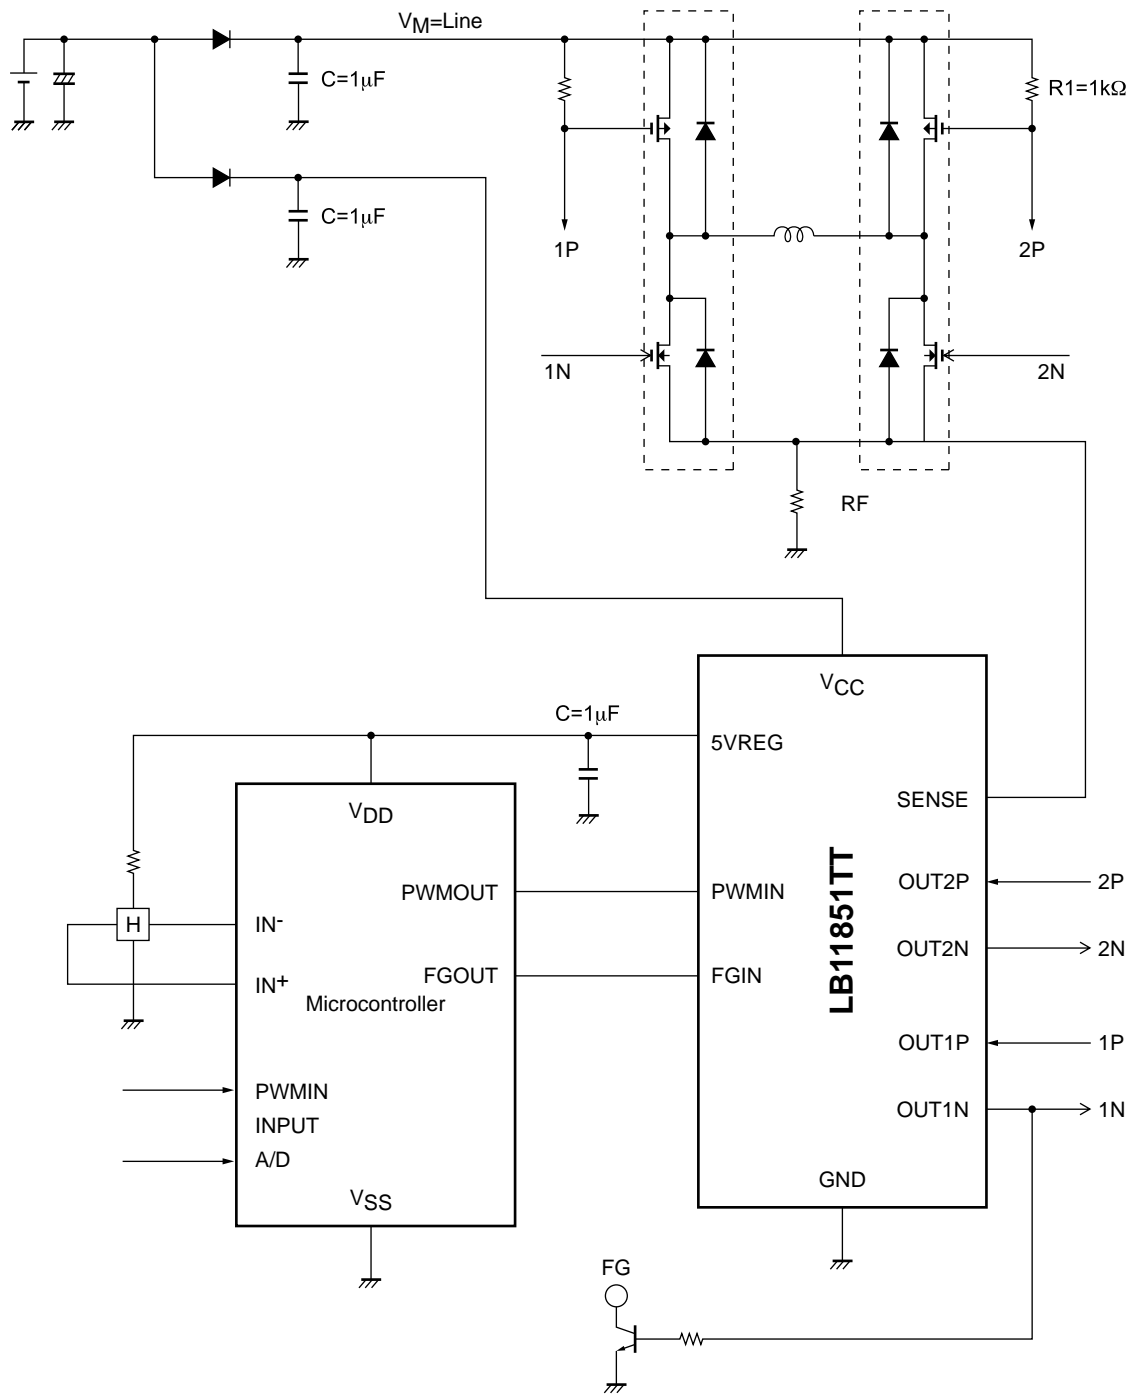 VM=Line
C=1μF
R1=1kΩ
C=1μF
1P
2P
1N
2N
RF
VCC
C=1μF
5VREG
VDD
SENSE
LB11851TT
PWMOUT
PWMIN
OUT2P
2P
H
IN-
OUT2N
2N
IN+
FGOUT
FGIN
Microcontroller
OUT1P
1P
PWMIN
OUT1N
1N
INPUT
A/D
GND
VSS
FG